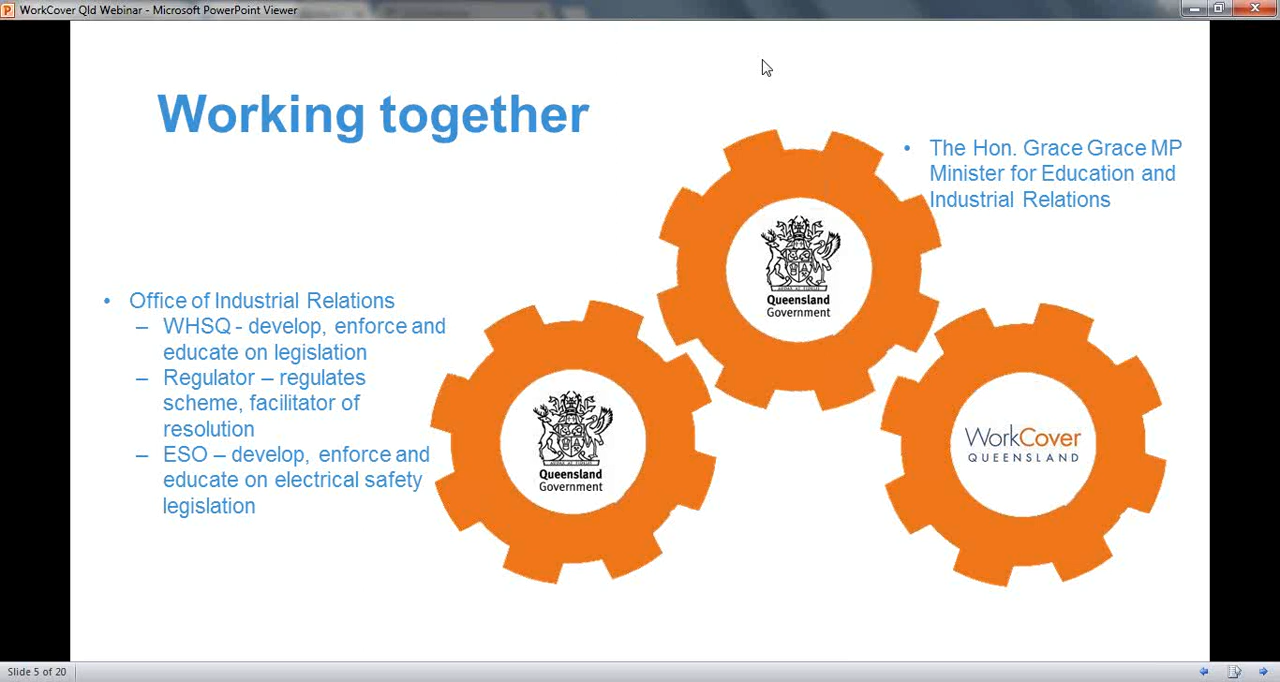 WorkCover Qld Webinar - Microsoft PowerPoint Viewer
Working together
• The Hon. Grace Grace MP
Minister for Education and
Industrial Relations
Queensland
Government
• Office of Industrial Relations
– WHSQ - develop, enforce and
educate on legislation
– Regulator – regulates
scheme, facilitator of
resolution
– ESO – develop, enforce and
educate on electrical safety
legislation
Queensland
Government
WorkCover
QUEENSLAND
Slide 5 of 20